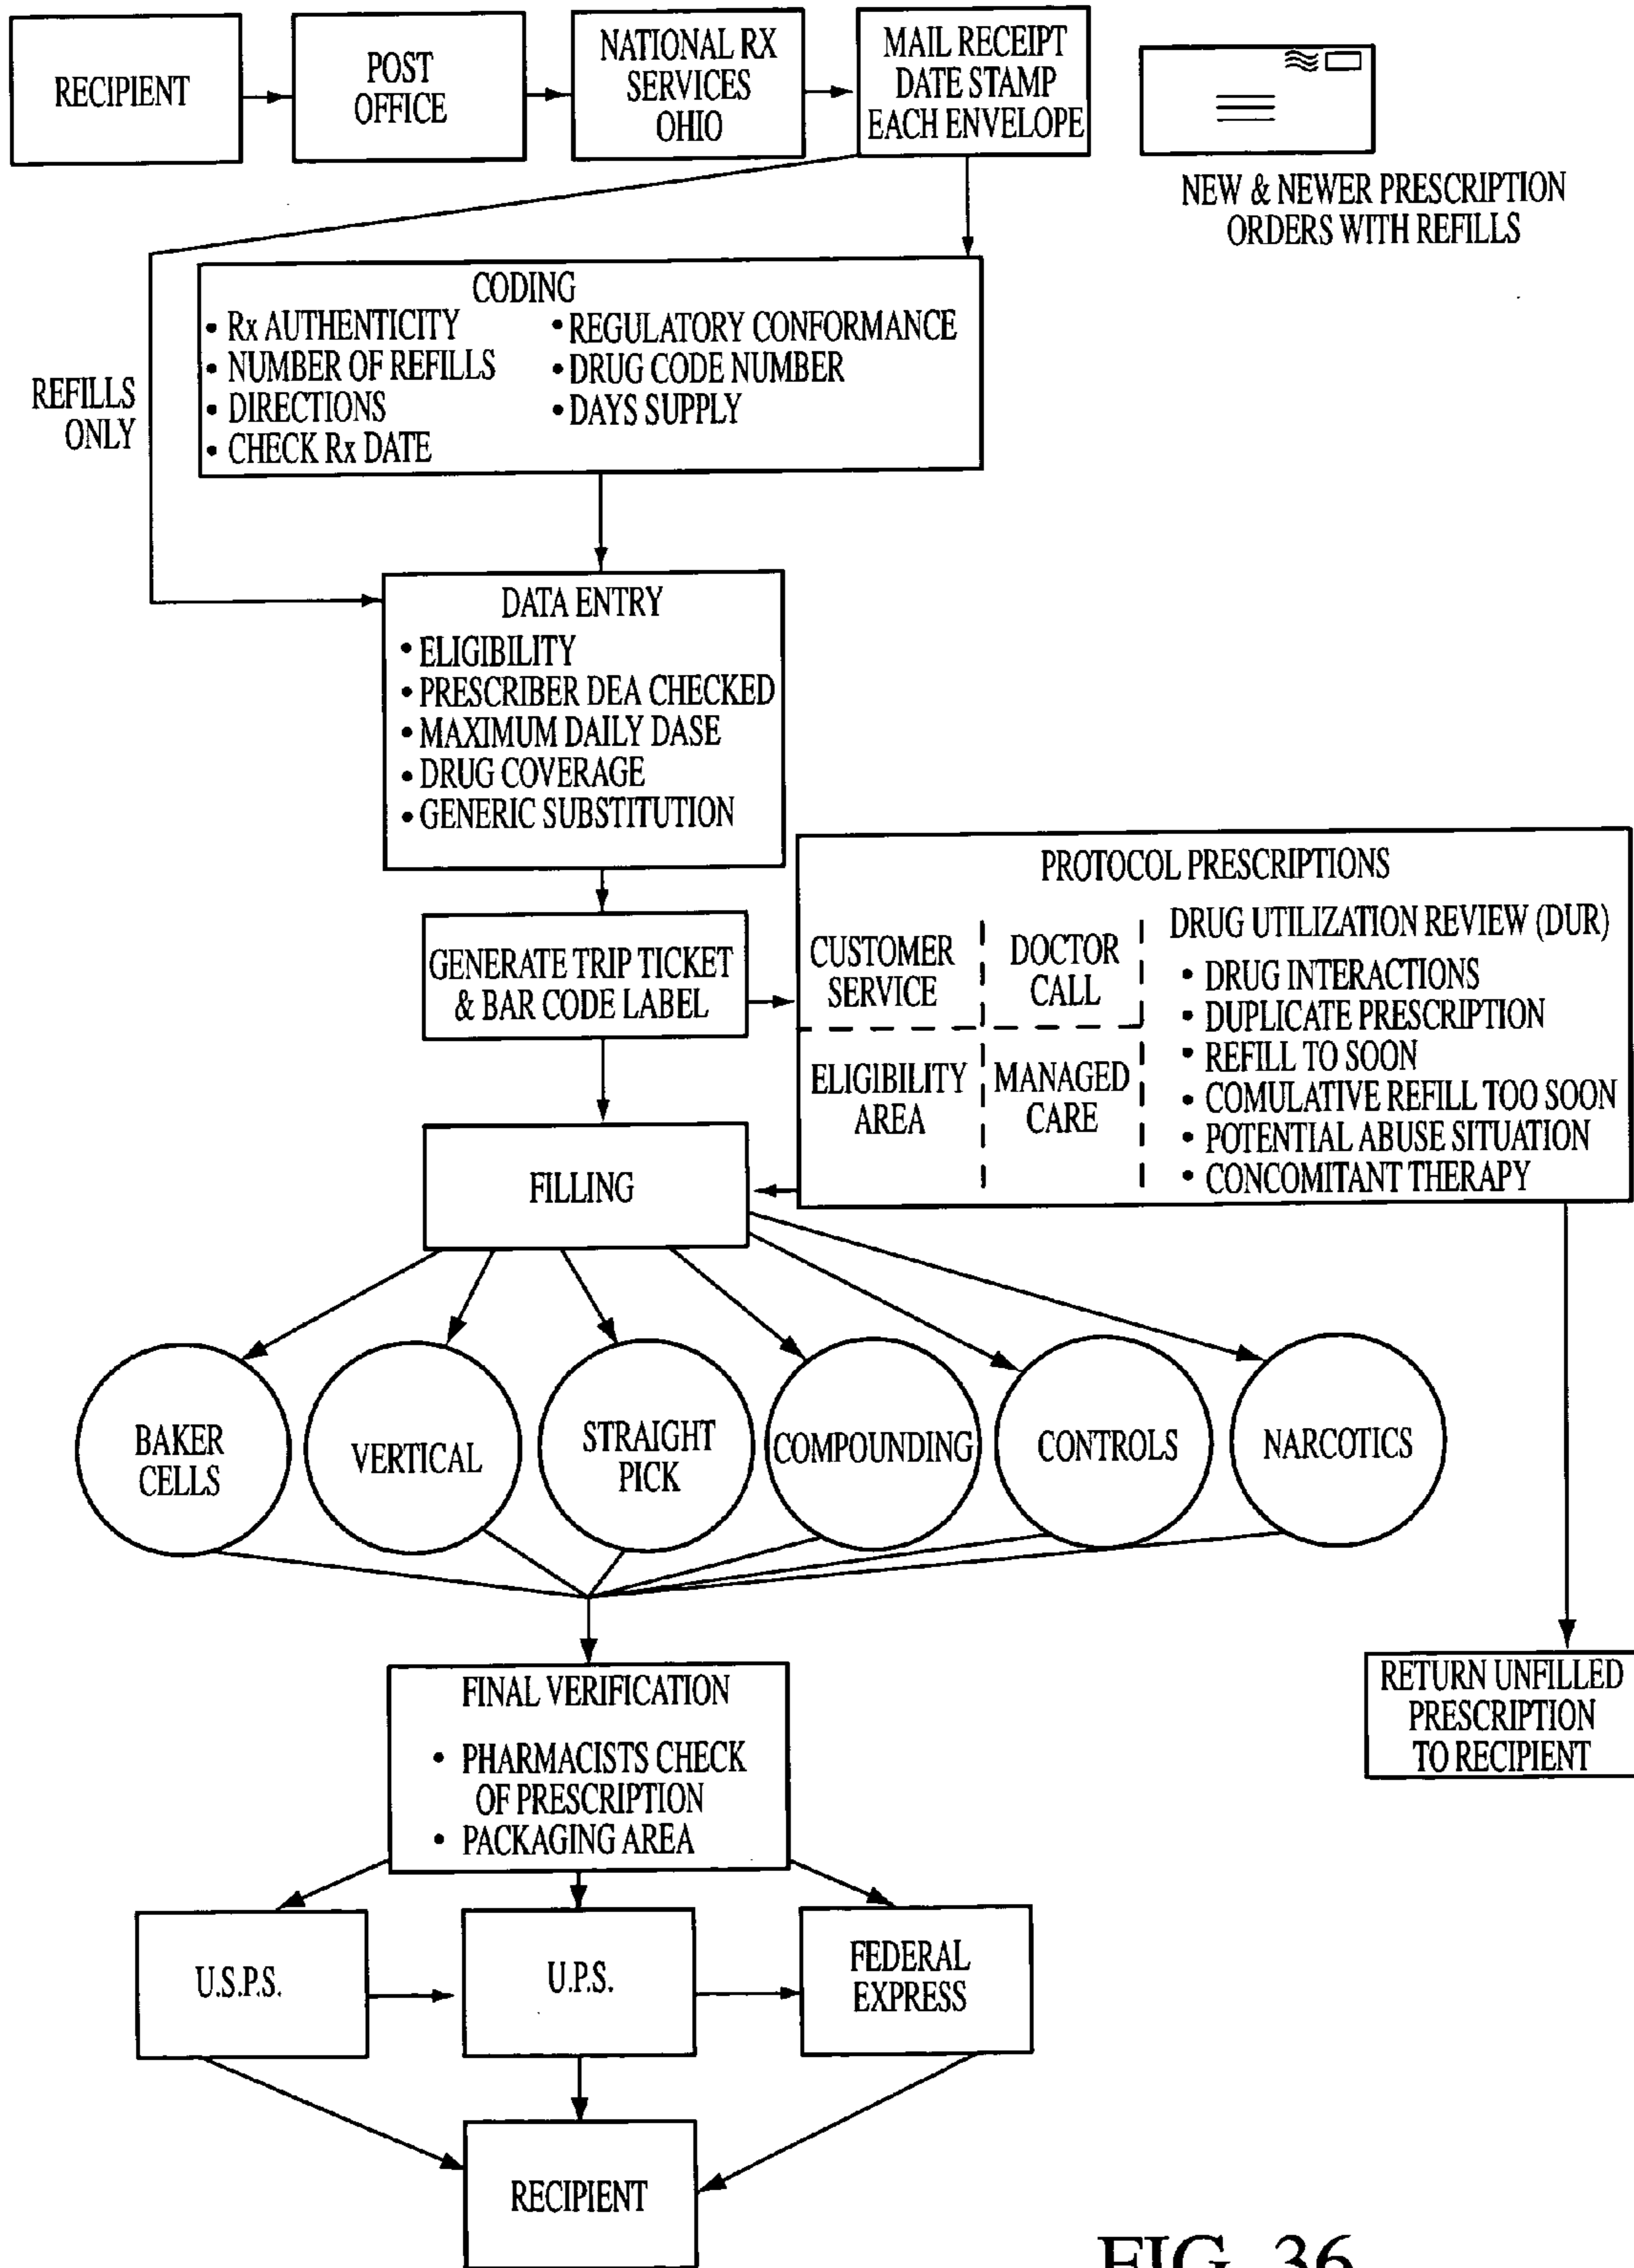 RECIPIENT
POST
OFFICE
NATIONAL RX
SERVICES
OHIO
MAIL RECEIPT
DATE STAMP
EACH ENVELOPE
NEW & NEWER PRESCRIPTION
ORDERS WITH REFILLS
REFILLS
ONLY
CODING
• Rx AUTHENTICITY
• NUMBER OF REFILLS
• DIRECTIONS
• CHECK Rx DATE
• REGULATORY CONFORMANCE
• DRUG CODE NUMBER
• DAYS SUPPLY
DATA ENTRY
• ELIGIBILITY
• PRESCRIBER DEA CHECKED
• MAXIMUM DAILY DASE
• DRUG COVERAGE
• GENERIC SUBSTITUTION
GENERATE TRIP TICKET
& BAR CODE LABEL
PROTOCOL PRESCRIPTIONS
CUSTOMER
SERVICE
DOCTOR
CALL
ELIGIBILITY
AREA
MANAGED
CARE
DRUG UTILIZATION REVIEW (DUR)
• DRUG INTERACTIONS
• DUPLICATE PRESCRIPTION
• REFILL TO SOON
• COMULATIVE REFILL TOO SOON
• POTENTIAL ABUSE SITUATION
• CONCOMITANT THERAPY
FILLING
BAKER
CELLS
VERTICAL
STRAIGHT
PICK
COMPOUNDING
CONTROLS
NARCOTICS
FINAL VERIFICATION
• PHARMACISTS CHECK
OF PRESCRIPTION
• PACKAGING AREA
RETURN UNFILLED
PRESCRIPTION
TO RECIPIENT
U.S.P.S.
U.P.S.
FEDERAL
EXPRESS
RECIPIENT
FIG. 36